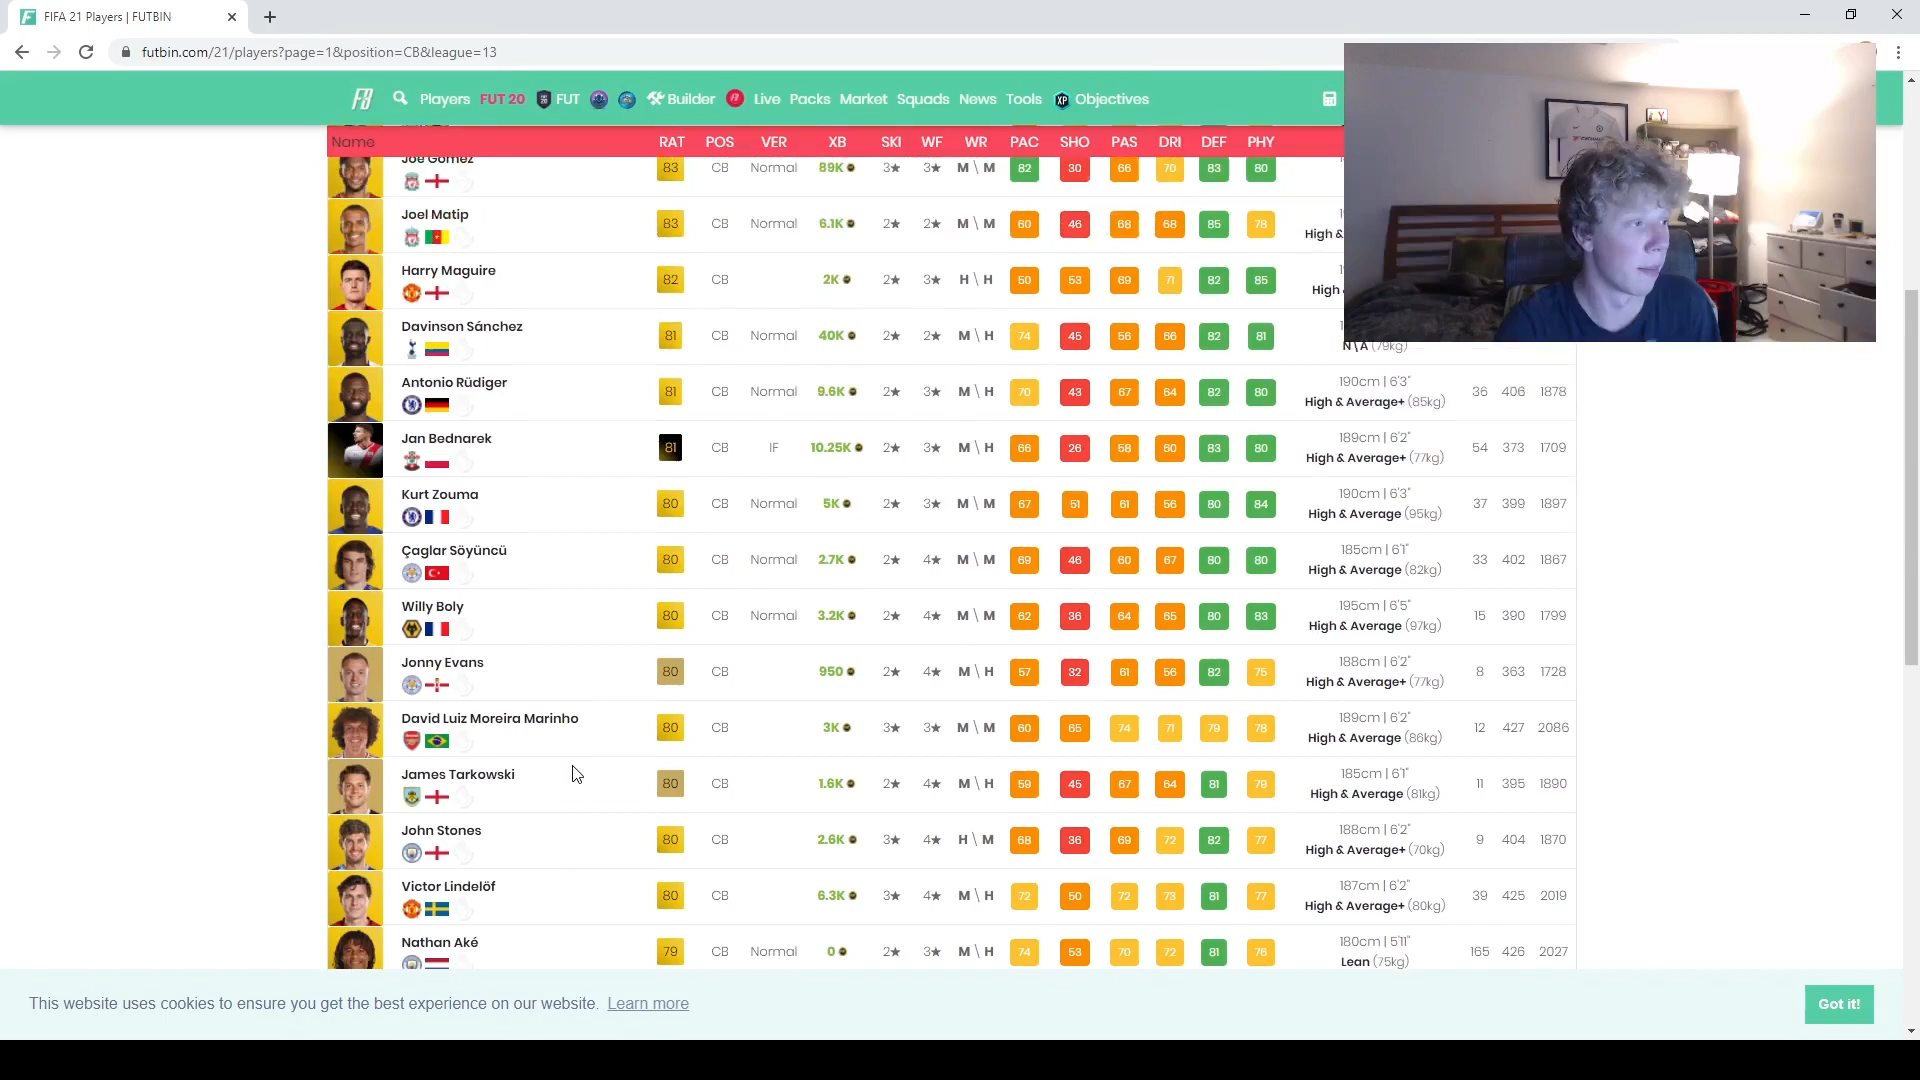 FIFA 21 Players | FUTBIN
futbin.com/21/players?page=1&position=CB&league=13
Players FUT 20 FUT Builder Live Packs Market Squads News Tools XP Objectives
Name RAT POS VER XB SKI WF WR PAC SHO PAS DRI DEF PHY
Joe Gomez 83 CB Normal 89K 3★ 3★ M \ M 82 30 66 70 83 80
Joel Matip 83 CB Normal 6.1K 2★ 2★ M \ M 60 46 68 68 85 78
High &
Harry Maguire 82 CB 2K 2★ 3★ H \ H 50 53 69 71 82 85
High
Davinson Sánchez 81 CB Normal 40K 2★ 2★ M \ H 74 45 56 66 82 81
N\A (79kg)
Antonio Rüdiger 81 CB Normal 9.6K 2★ 3★ M \ H 70 43 67 64 82 80 190cm | 6'3" 36 406 1878
High & Average+ (85kg)
Jan Bednarek 81 CB IF 10.25K 2★ 3★ M \ H 66 26 58 60 83 80 189cm | 6'2" 54 373 1709
High & Average+ (77kg)
Kurt Zouma 80 CB Normal 5K 2★ 3★ M \ M 67 51 61 56 80 84 190cm | 6'3" 37 399 1897
High & Average (95kg)
Çaglar Söyüncü 80 CB Normal 2.7K 2★ 4★ M \ M 69 46 60 67 80 80 185cm | 6'1" 33 402 1867
High & Average (82kg)
Willy Boly 80 CB Normal 3.2K 2★ 4★ M \ M 62 36 64 65 80 83 195cm | 6'5" 15 390 1799
High & Average (97kg)
Jonny Evans 80 CB 950 2★ 4★ M \ H 57 32 61 56 82 75 188cm | 6'2" 8 363 1728
High & Average+ (77kg)
David Luiz Moreira Marinho 80 CB 3K 3★ 3★ M \ M 60 65 74 71 79 78 189cm | 6'2" 12 427 2086
High & Average (86kg)
James Tarkowski 80 CB 1.6K 2★ 4★ M \ H 59 45 67 64 81 79 185cm | 6'1" 11 395 1890
High & Average (81kg)
John Stones 80 CB 2.6K 3★ 4★ H \ M 68 36 69 72 82 77 188cm | 6'2" 9 404 1870
High & Average+ (70kg)
Victor Lindelöf 80 CB 6.3K 3★ 4★ M \ H 72 50 72 73 81 77 187cm | 6'2" 39 425 2019
High & Average+ (80kg)
Nathan Aké 79 CB Normal 0 2★ 3★ M \ H 74 53 70 72 81 76 180cm | 5'11" 165 426 2027
Lean (75kg)
This website uses cookies to ensure you get the best experience on our website. Learn more
Got it!